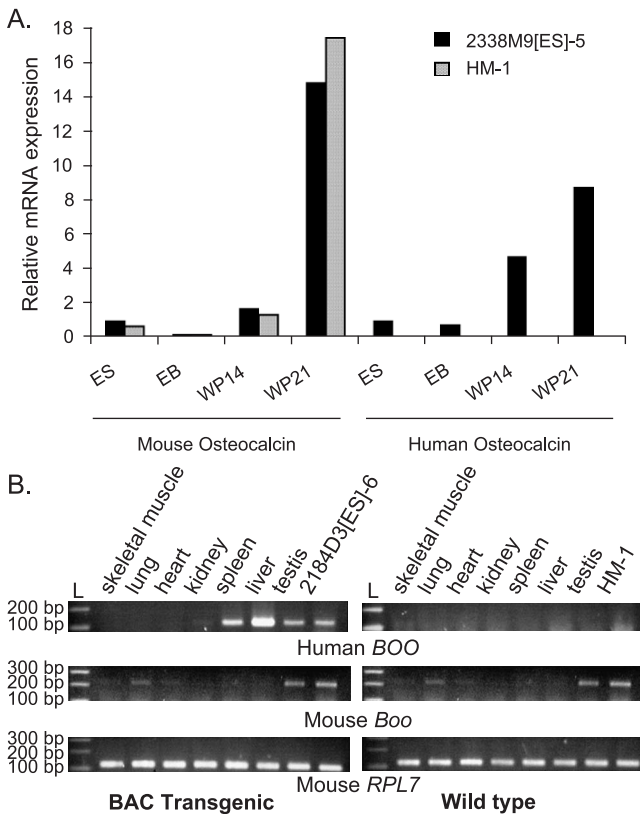 A.
Relative mRNA expression
18
16
14
12
10
8
6
4
2
0
2338M9[ES]-5
HM-1
ES
EB
WP14
WP21
ES
EB
WP14
WP21
Mouse Osteocalcin
Human Osteocalcin
B.
L
skeletal muscle
lung
heart
kidney
spleen
liver
testis
2184D3[ES]-6
L
skeletal muscle
lung
heart
kidney
spleen
liver
testis
HM-1
200 bp
100 bp
Human BOO
300 bp
200 bp
100 bp
Mouse Boo
300 bp
200 bp
100 bp
Mouse RPL7
BAC Transgenic
Wild type